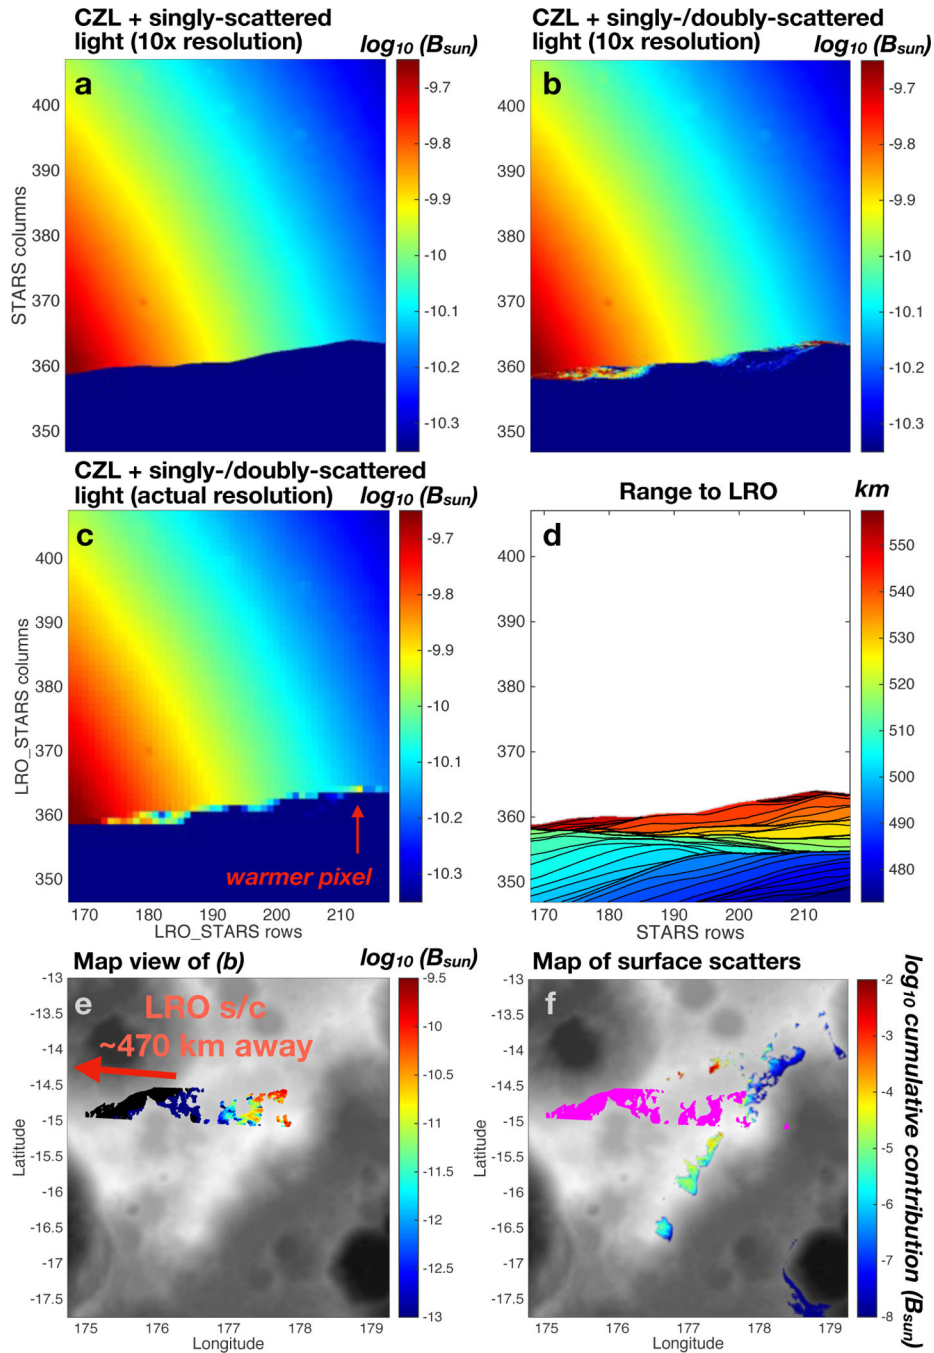 CZL + singly-scattered
light (10x resolution)
log10 (Bsun)
a
STARS columns
400
390
380
370
360
350
-9.7
-9.8
-9.9
-10
-10.1
-10.2
-10.3
CZL + singly-/doubly-scattered
light (10x resolution)
log10 (Bsun)
b
400
390
380
370
360
350
-9.7
-9.8
-9.9
-10
-10.1
-10.2
-10.3
CZL + singly-/doubly-scattered
light (actual resolution)
log10 (Bsun)
c
LRO_STARS columns
400
390
380
370
360
350
170 180 190 200 210
LRO_STARS rows
warmer pixel
-9.7
-9.8
-9.9
-10
-10.1
-10.2
-10.3
Range to LRO
km
d
400
390
380
370
360
350
170 180 190 200 210
STARS rows
550
540
530
520
510
500
490
480
Map view of (b)
log10 (Bsun)
e
LRO s/c
~470 km away
Latitude
-13
-13.5
-14
-14.5
-15
-15.5
-16
-16.5
-17
-17.5
175 176 177 178 179
Longitude
-9.5
-10
-10.5
-11
-11.5
-12
-12.5
-13
Map of surface scatters
f
Latitude
-13
-13.5
-14
-14.5
-15
-15.5
-16
-16.5
-17
-17.5
175 176 177 178 179
Longitude
-2
-3
-4
-5
-6
-7
-8
log10 cumulative contribution (Bsun)